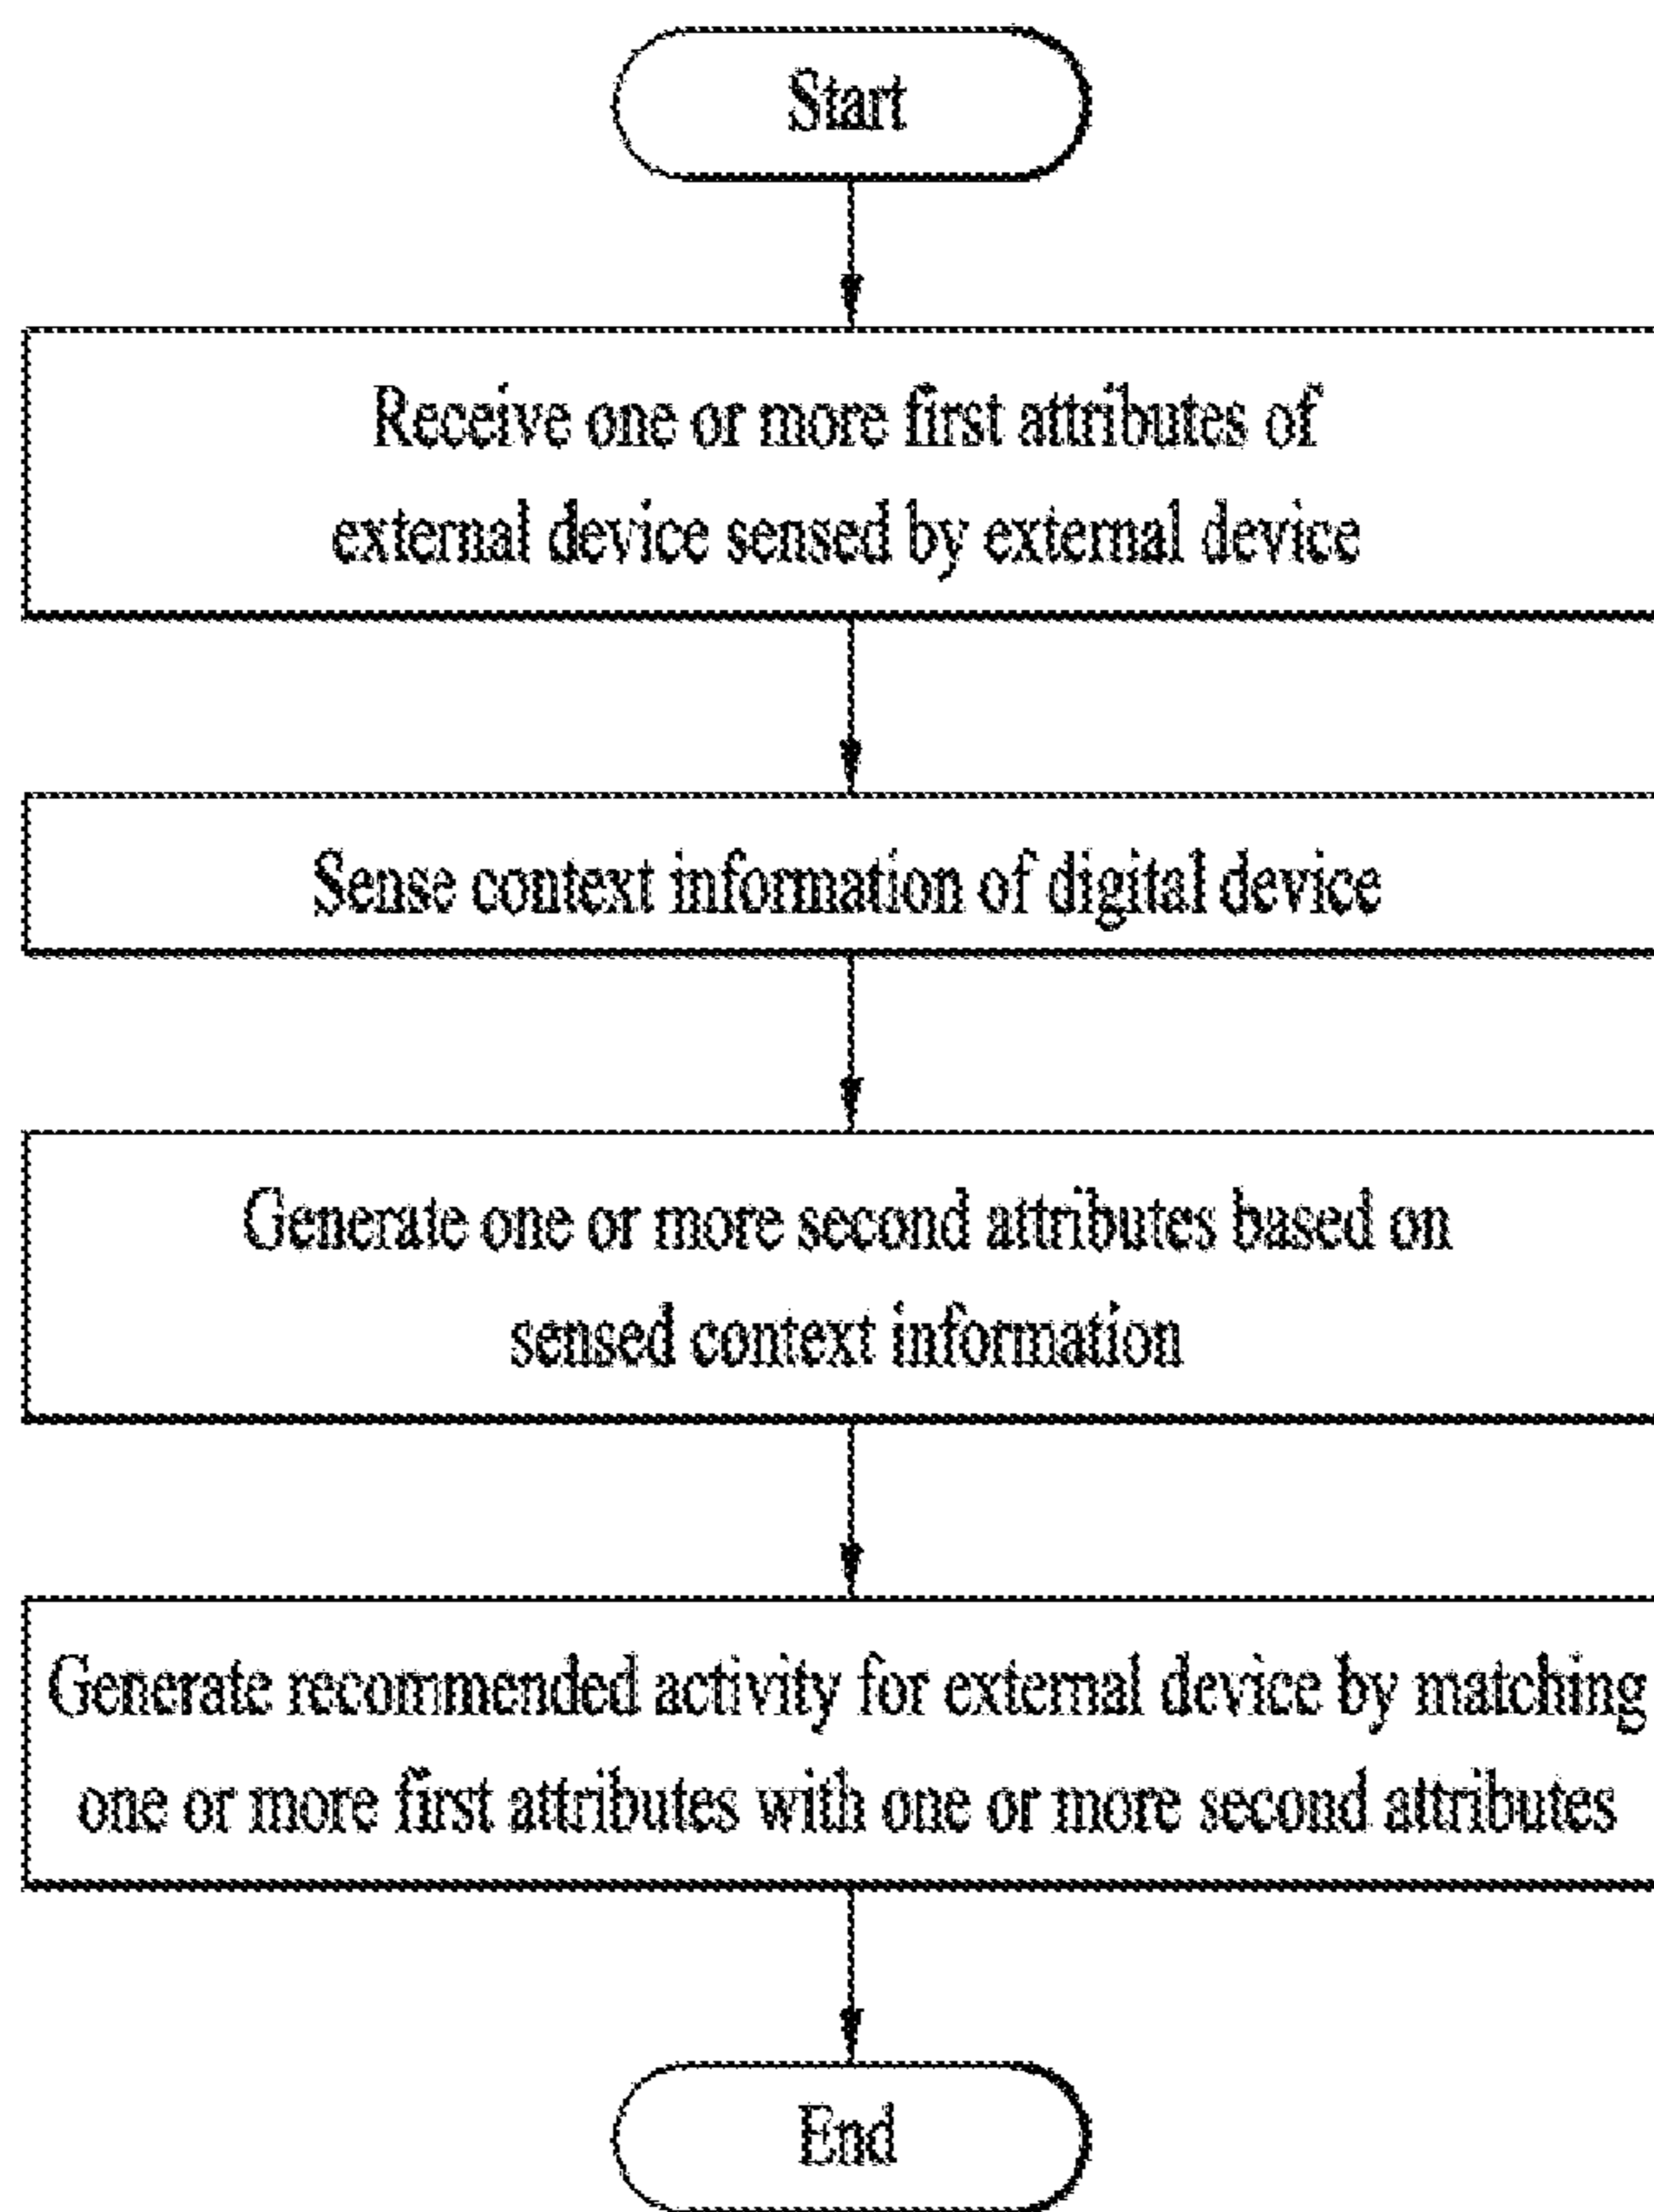 Start
Receive one or more first attributes of
external device sensed by external device
Sense context information of digital device
Generate one or more second attributes based on
sensed context information
Generate recommended activity for external device by matching
one or more first attributes with one or more second attributes
End